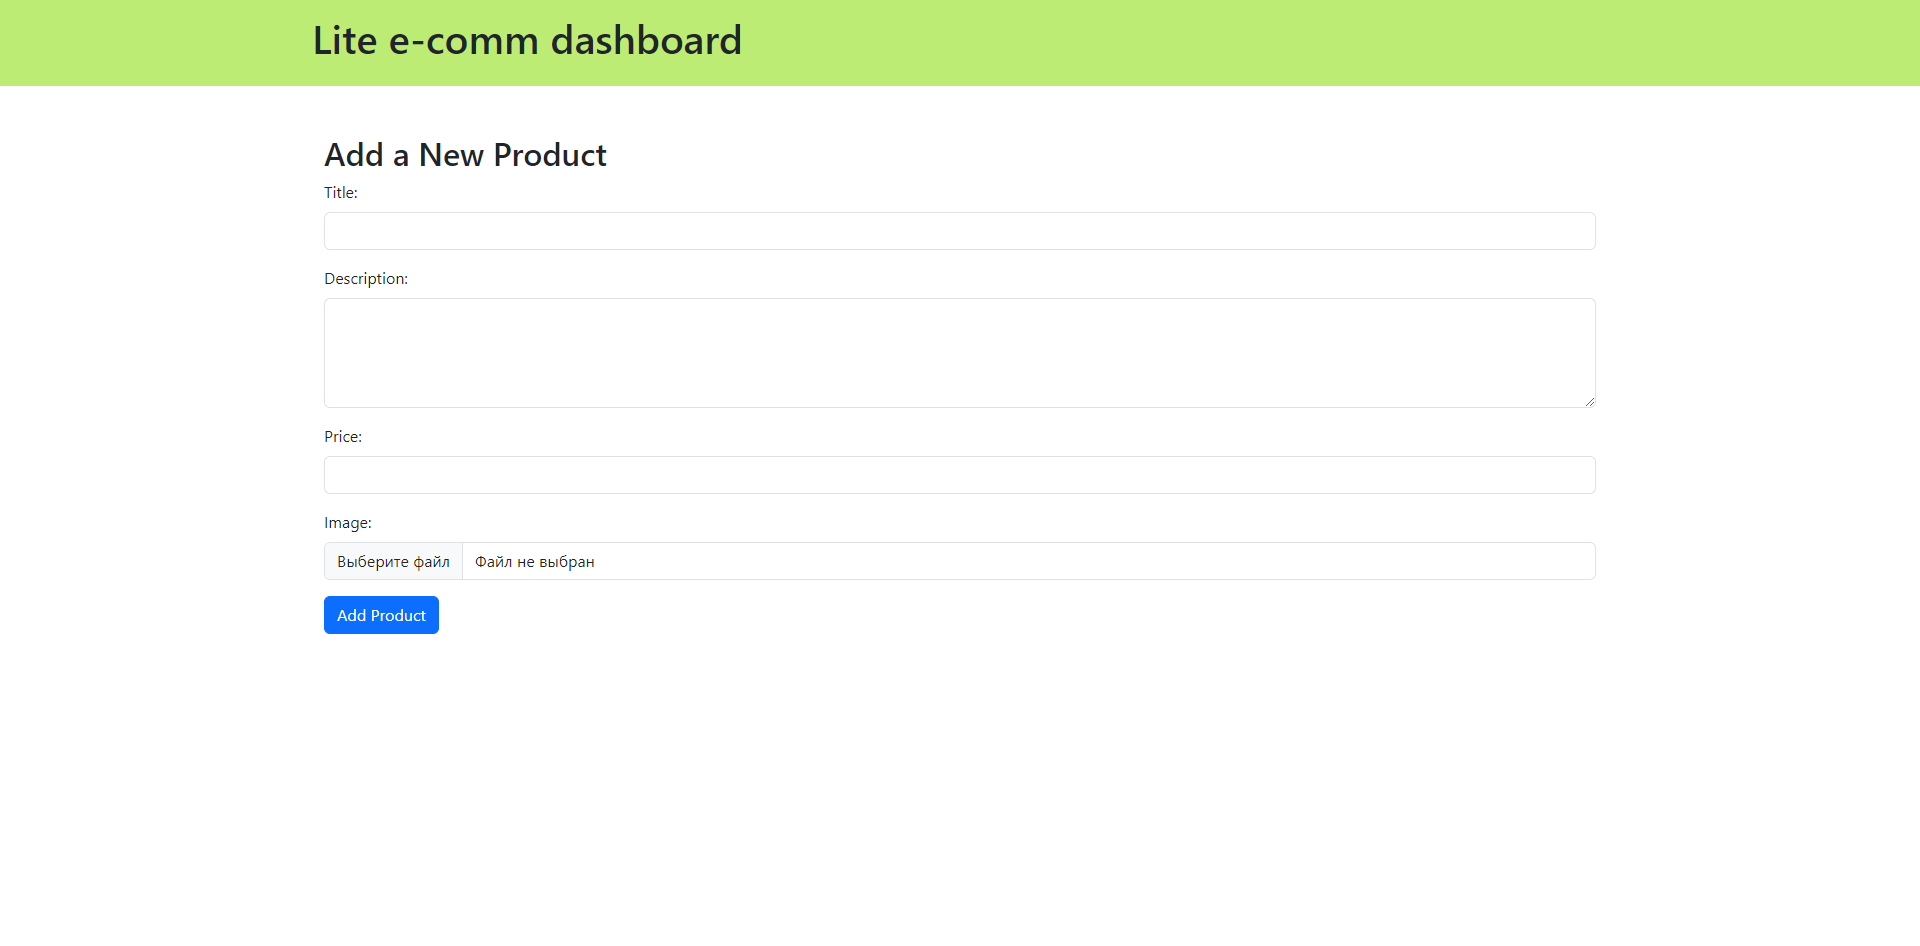 Lite e-comm dashboard
Add a New Product
Title:
Description:
Price:
Image:
Выберите файл Файл не выбран
Add Product